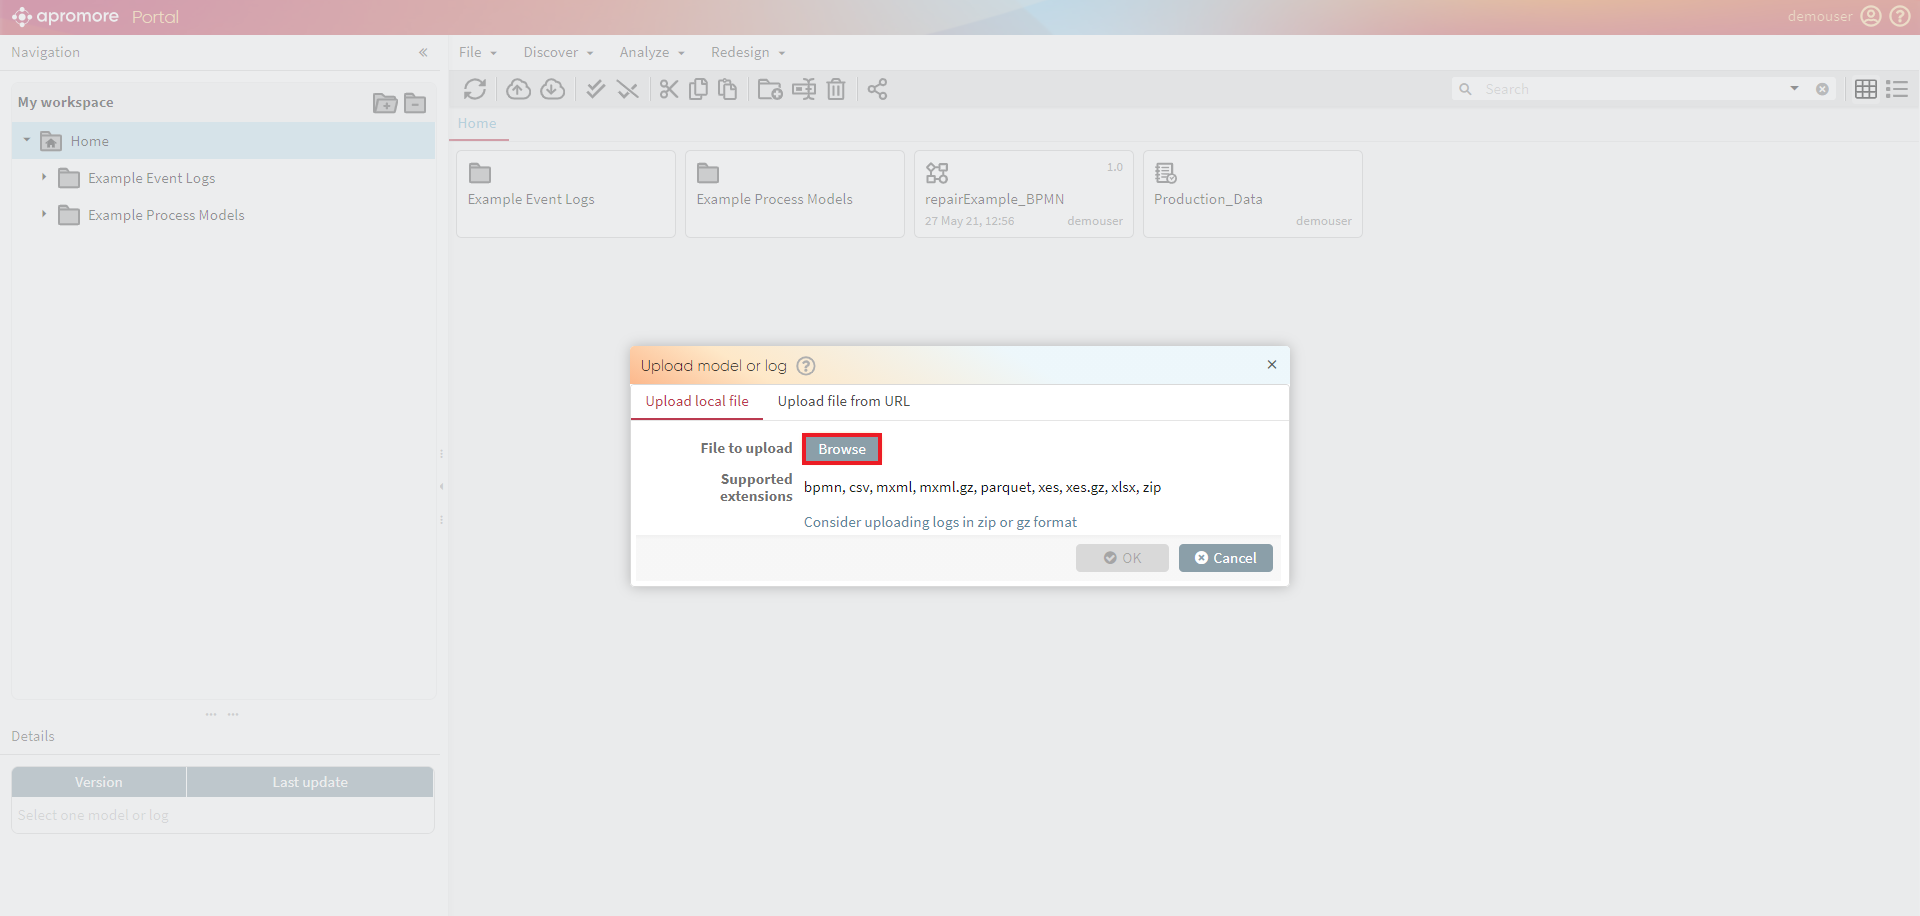 apromore Portal
demouser
Navigation
File Discover Analyze Redesign
My workspace
Search
Home
Home
Example Event Logs
Example Process Models
Example Event Logs
Example Process Models
1.0
repairExample_BPMN
27 May 21, 12:56 demouser
Production_Data
demouser
Upload model or log
Upload local file Upload file from URL
File to upload Browse
Supported
extensions
bpmn, csv, mxml, mxml.gz, parquet, xes, xes.gz, xlsx, zip
Consider uploading logs in zip or gz format
OK Cancel
Details
Version Last update
Select one model or log